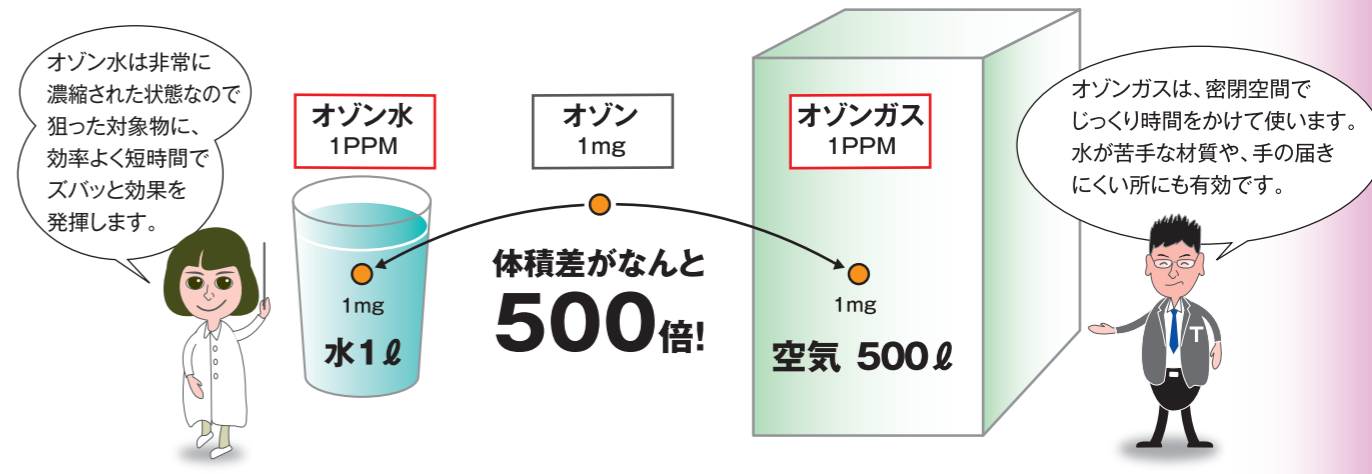 オゾン水は非常に
濃縮された状態なので
狙った対象物に、
効率よく短時間で
ズバッと効果を
発揮します。
オゾン水
1PPM
オゾン
1mg
オゾンガス
1PPM
オゾンガスは、密閉空間で
じっくり時間をかけて使います。
水が苦手な材質や、手の届き
にくい所にも有効です。
1mg
水1ℓ
体積差がなんと
500倍!
1mg
空気 500ℓ
T